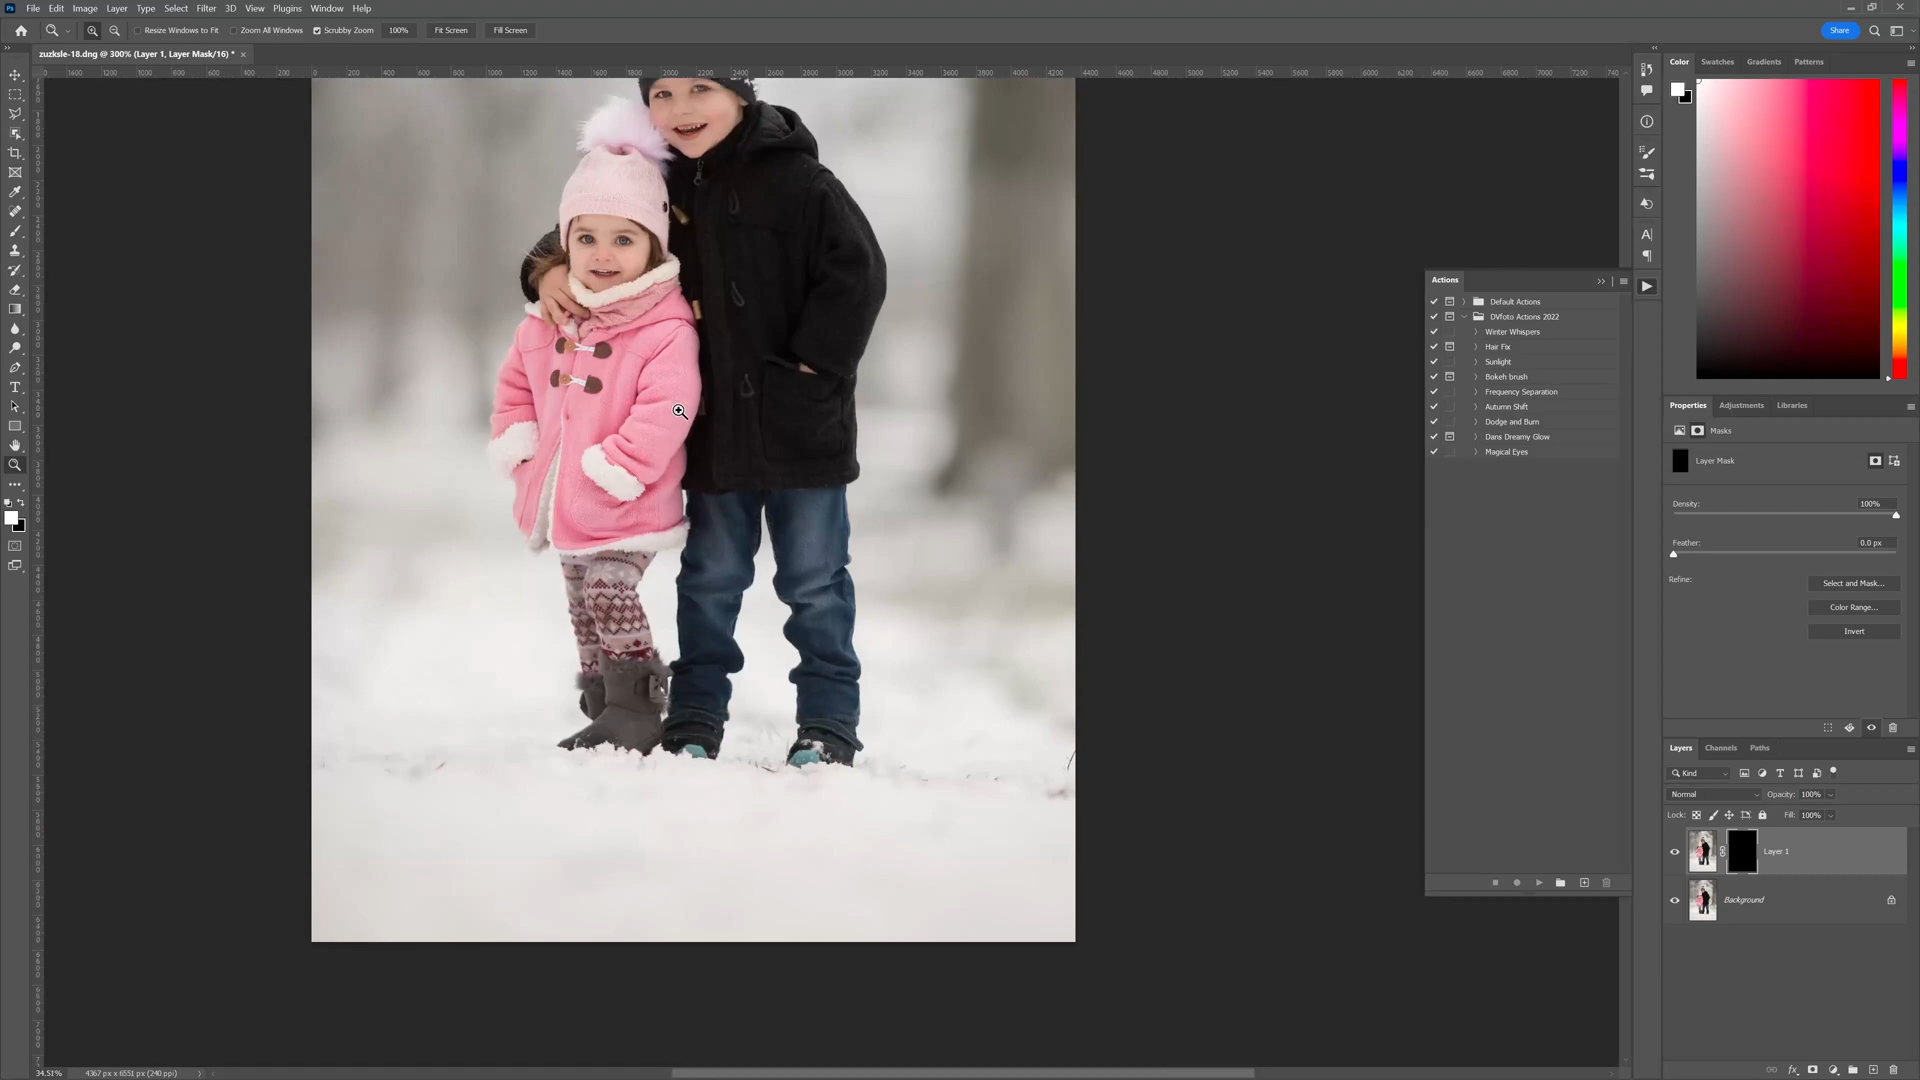 Ps File Edit Image Layer Type Select Filter 3D View Plugins Window Help
Resize Windows to Fit Zoom All Windows Scrubby Zoom 100% Fit Screen Fill Screen Share
zuzksle-18.dng @ 300% (Layer 1, Layer Mask/16) *
Color Swatches Gradients Patterns
Actions
Default Actions
DVfoto Actions 2022
Winter Whispers
Hair Fix
Sunlight
Bokeh brush
Frequency Separation
Autumn Shift
Dodge and Burn
Dans Dreamy Glow
Magical Eyes
Properties Adjustments Libraries
Masks
Layer Mask
Density: 100%
Feather: 0.0 px
Refine:
Select and Mask...
Color Range...
Invert
Layers Channels Paths
Kind
Normal Opacity: 100%
Lock: Fill: 100%
Layer 1
Background
34.51% 4367 px x 6551 px (240 ppi)